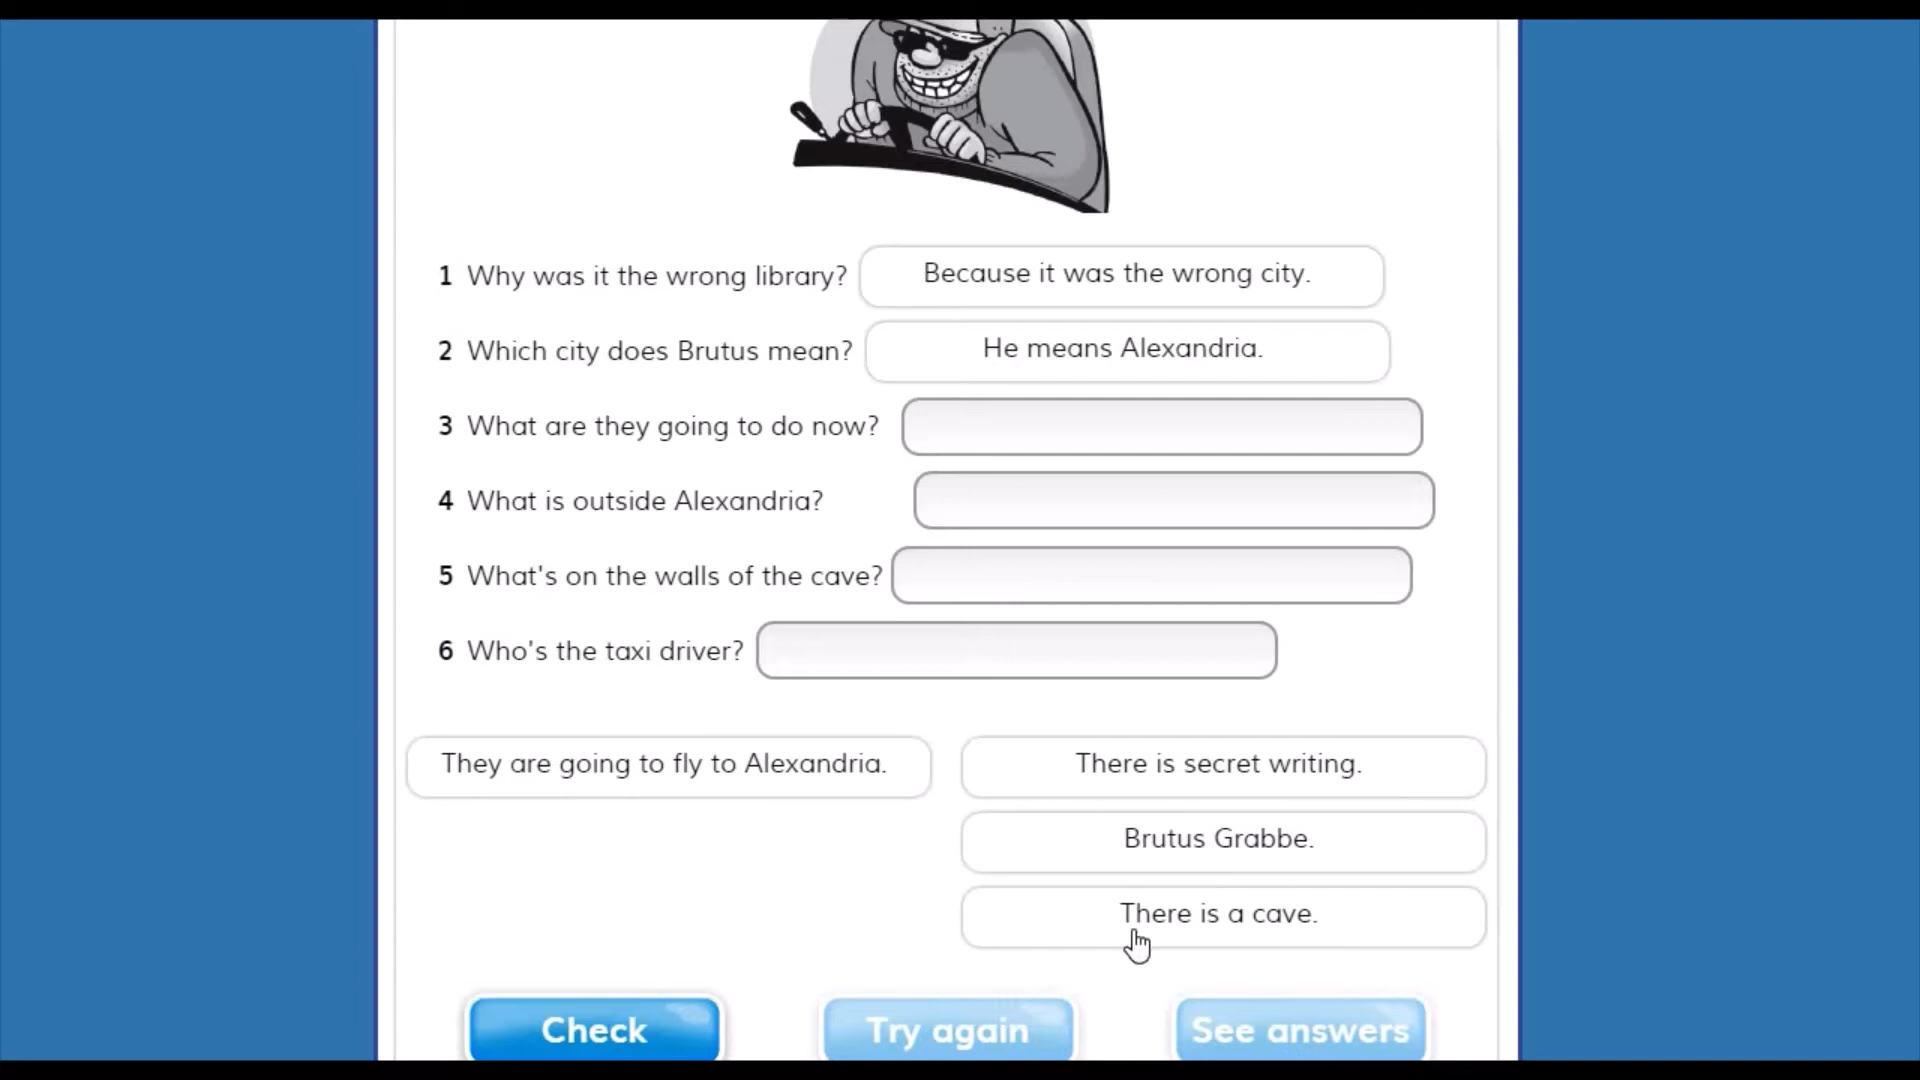 1 Why was it the wrong library? Because it was the wrong city.
2 Which city does Brutus mean? He means Alexandria.
3 What are they going to do now?
4 What is outside Alexandria?
5 What's on the walls of the cave?
6 Who's the taxi driver?
They are going to fly to Alexandria. There is secret writing.
Brutus Grabbe.
There is a cave.
Check Try again See answers